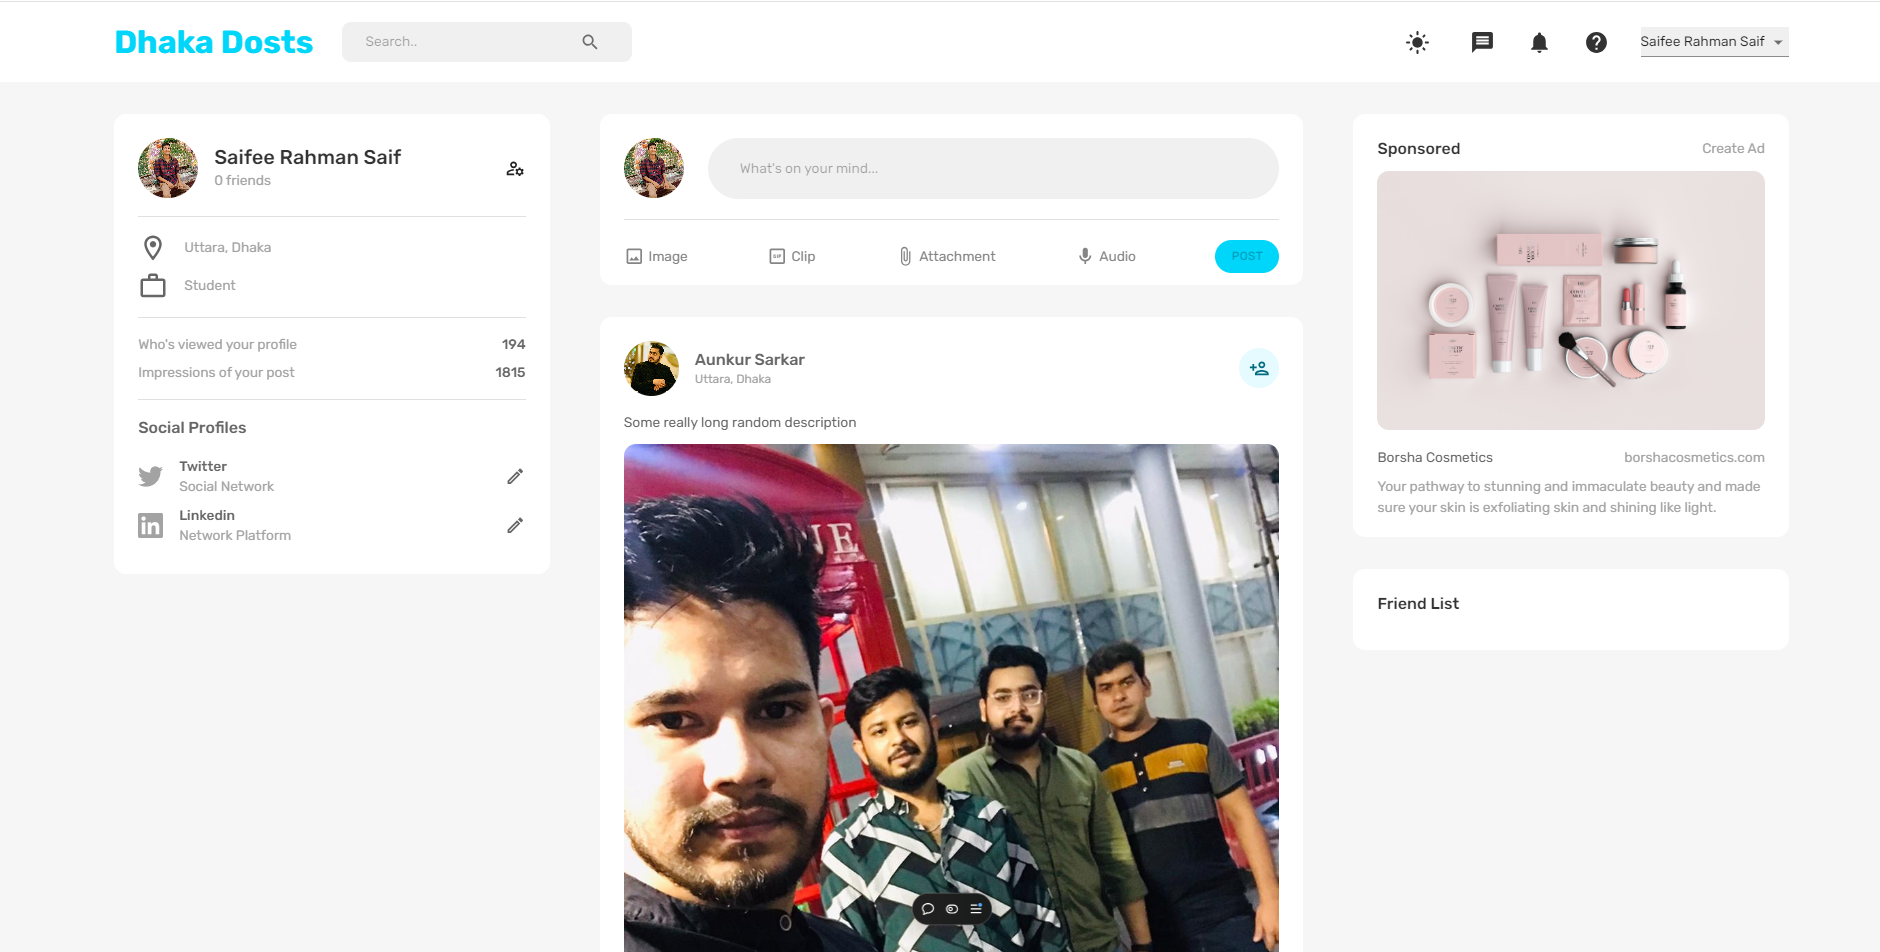 Dhaka Dosts
Search..
Saifee Rahman Saif
Saifee Rahman Saif
0 friends
Uttara, Dhaka
Student
Who's viewed your profile 194
Impressions of your post 1815
Social Profiles
Twitter
Social Network
Linkedin
Network Platform
What's on your mind...
Image Clip Attachment Audio POST
Aunkur Sarkar
Uttara, Dhaka
Some really long random description
Sponsored Create Ad
Borsha Cosmetics borshacosmetics.com
Your pathway to stunning and immaculate beauty and made
sure your skin is exfoliating skin and shining like light.
Friend List